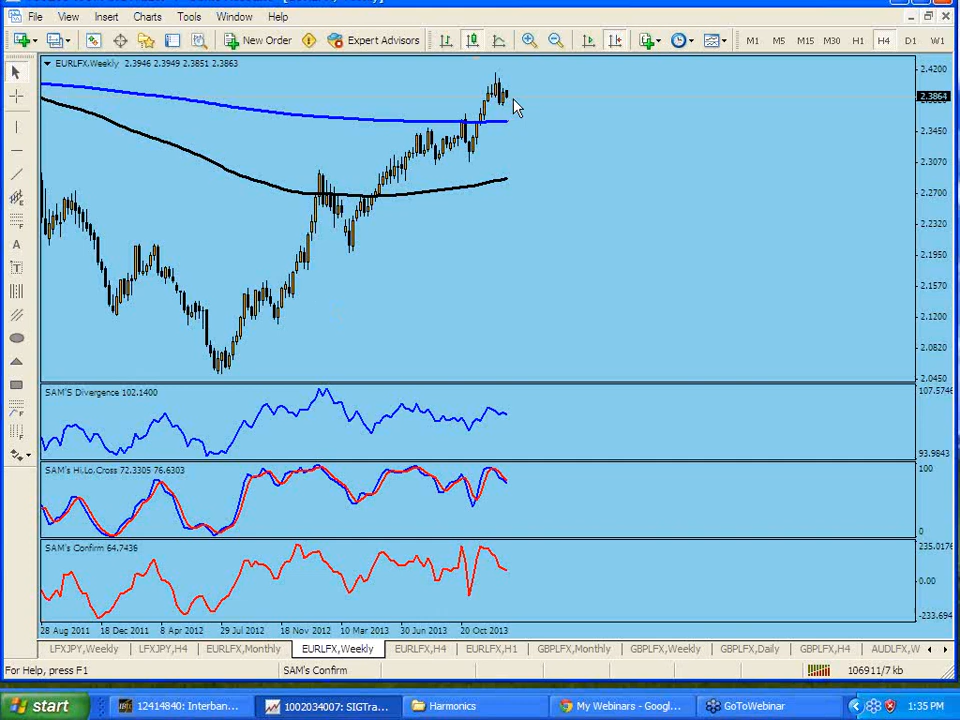 File View Insert Charts Tools Window Help
New Order Expert Advisors M1 M5 M15 M30 H1 H4 D1 W1
A
T
EURLFX,Weekly 2.3946 2.3949 2.3851 2.3863
2.4200
2.3864
2.3450
2.3070
2.2700
2.2320
2.1950
2.1570
2.1200
2.0820
2.0450
SAM'S Divergence 102.1400
107.5746
93.9843
SAM's Hi.Lo.Cross 72.3305 76.6303
100
0
SAM's Confirm 64.7436
235.0176
0.00
-233.694
28 Aug 2011 18 Dec 2011 8 Apr 2012 29 Jul 2012 18 Nov 2012 10 Mar 2013 30 Jun 2013 20 Oct 2013
LFXJPY,Weekly LFXJPY,H4 EURLFX,Monthly EURLFX,Weekly EURLFX,H4 EURLFX,H1 GBPLFX,Monthly GBPLFX,Weekly GBPLFX,Daily GBPLFX,H4 AUDLFX,W
For Help, press F1 SAM's Confirm 106911/7 kb
start 12414840: Interban... 1002034007: SIGTra... Harmonics My Webinars - Googl... GoToWebinar 1:35 PM